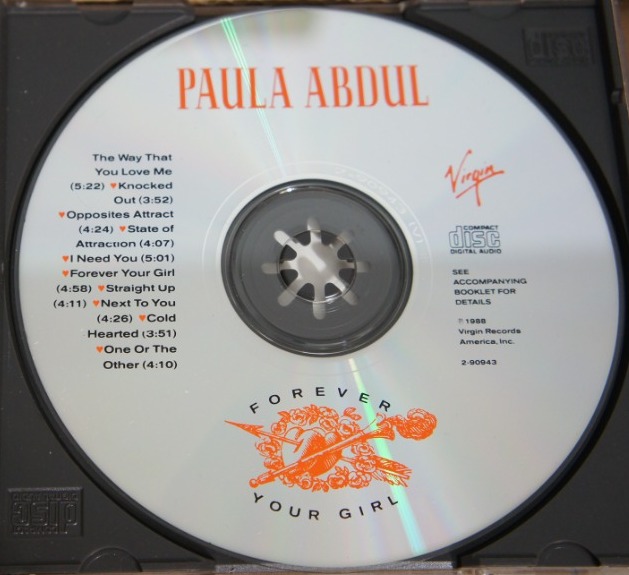 PAULA ABDUL
The Way That
You Love Me
(5:22) ♥Knocked
Out (3:52)
♥Opposites Attract
(4:24) ♥State of
Attraction (4:07)
♥I Need You (5:01)
♥Forever Your Girl
(4:58) ♥Straight Up
(4:11) ♥Next To You
(4:26) ♥Cold
Hearted (3:51)
♥One Or The
Other (4:10)
Virgin
COMPACT
disc
DIGITAL AUDIO
SEE
ACCOMPANYING
BOOKLET FOR
DETAILS
℗1988
Virgin Records
America, Inc.
2-90943
FOREVER
YOUR GIRL